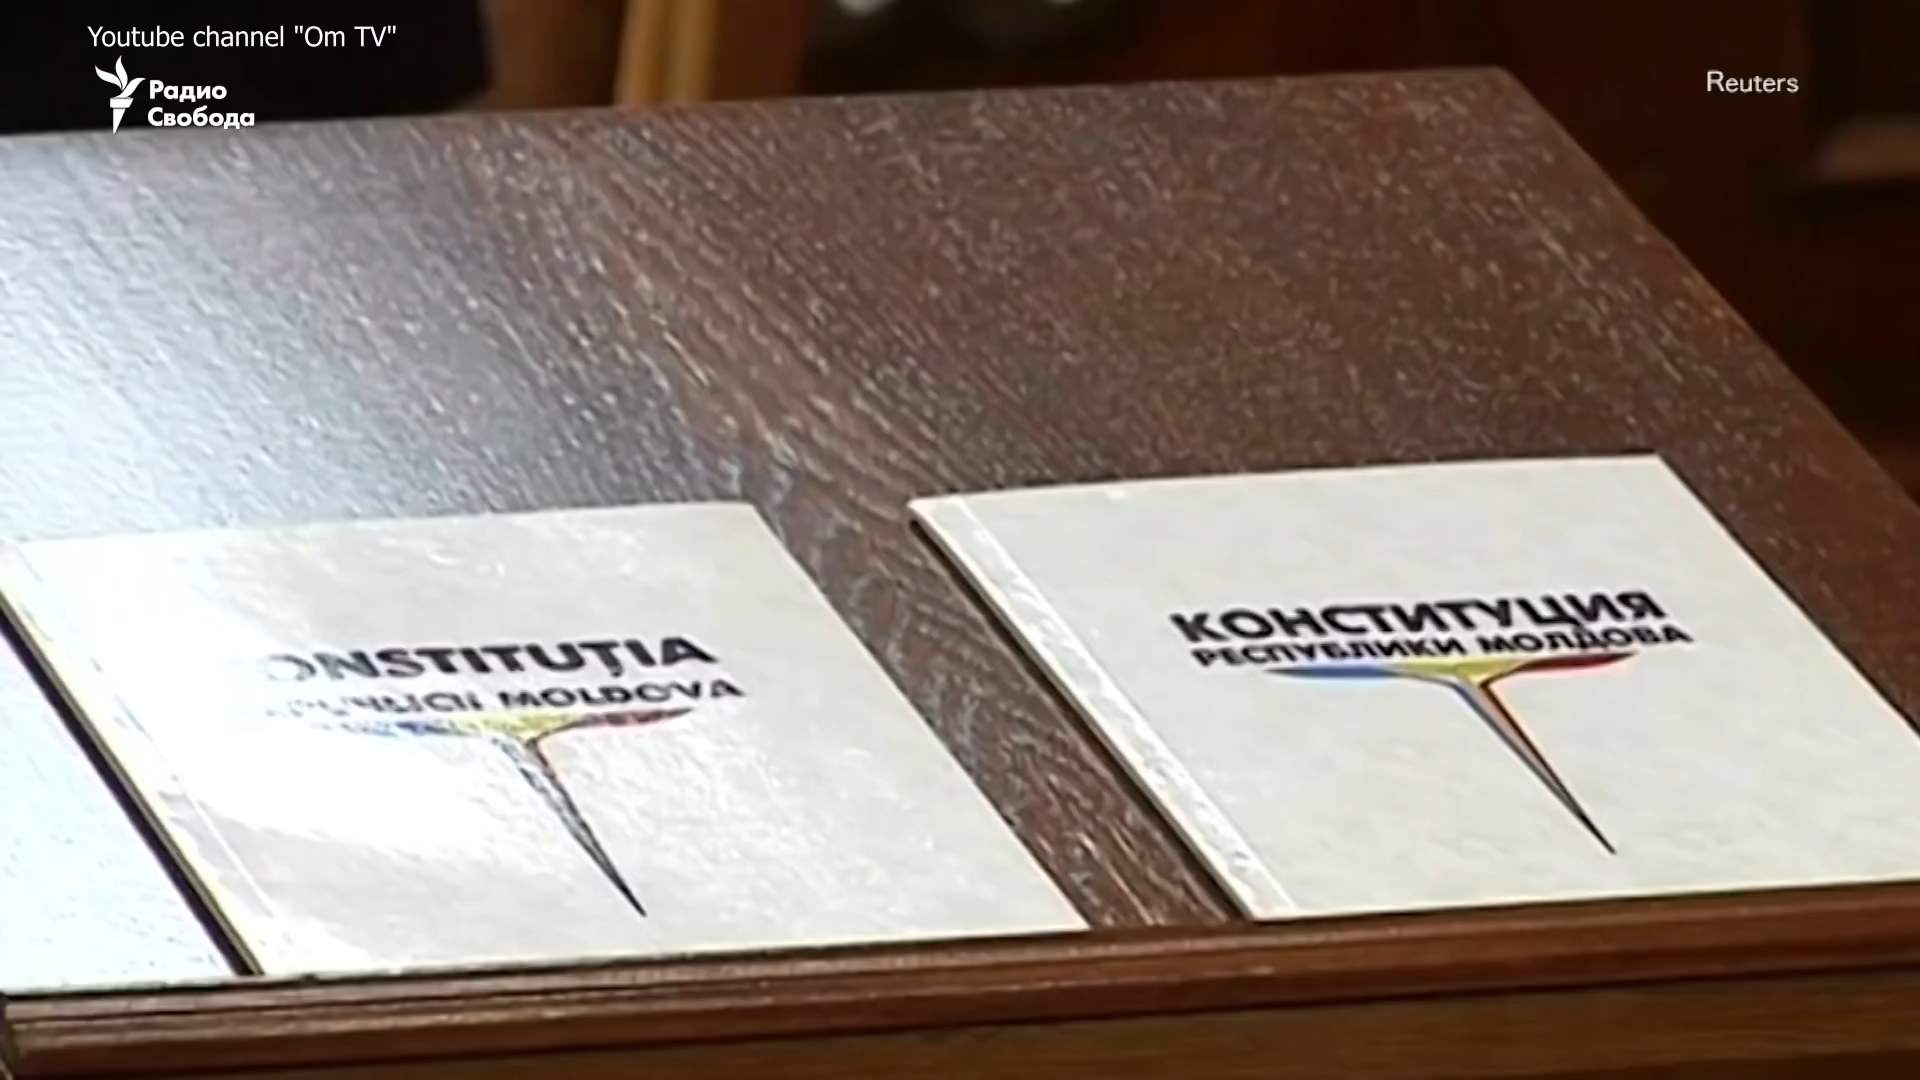 Youtube channel "Om TV"
Радио
Свобода
Reuters
ONSTITUȚIA
MOLDOVA
КОНСТИТУЦИЯ
РЕСПУБЛИКИ МОЛДОВА